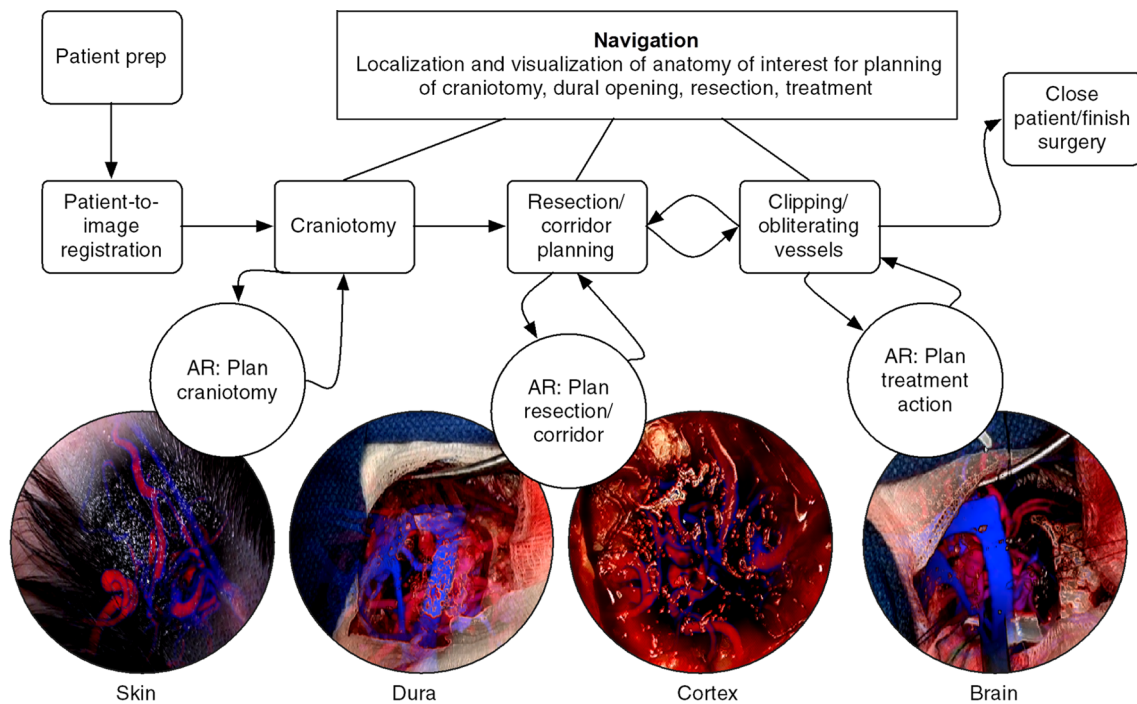 Patient prep
Navigation
Localization and visualization of anatomy of interest for planning
of craniotomy, dural opening, resection, treatment
Close
patient/finish
surgery
Patient-to-
image
registration
Craniotomy
Resection/
corridor
planning
Clipping/
obliterating
vessels
AR: Plan
craniotomy
AR: Plan
resection/
corridor
AR: Plan
treatment
action
Skin
Dura
Cortex
Brain